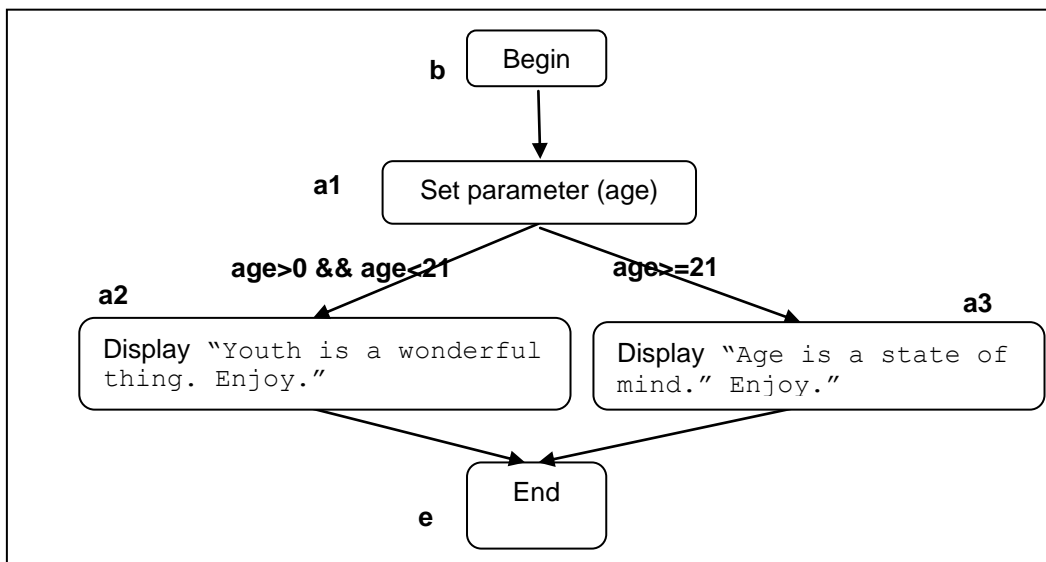 Begin
b
a1
Set parameter (age)
age>0 && age<21
age>=21
a2
a3
Display “Youth is a wonderful
thing. Enjoy.”
Display “Age is a state of
mind.” Enjoy.”
End
e